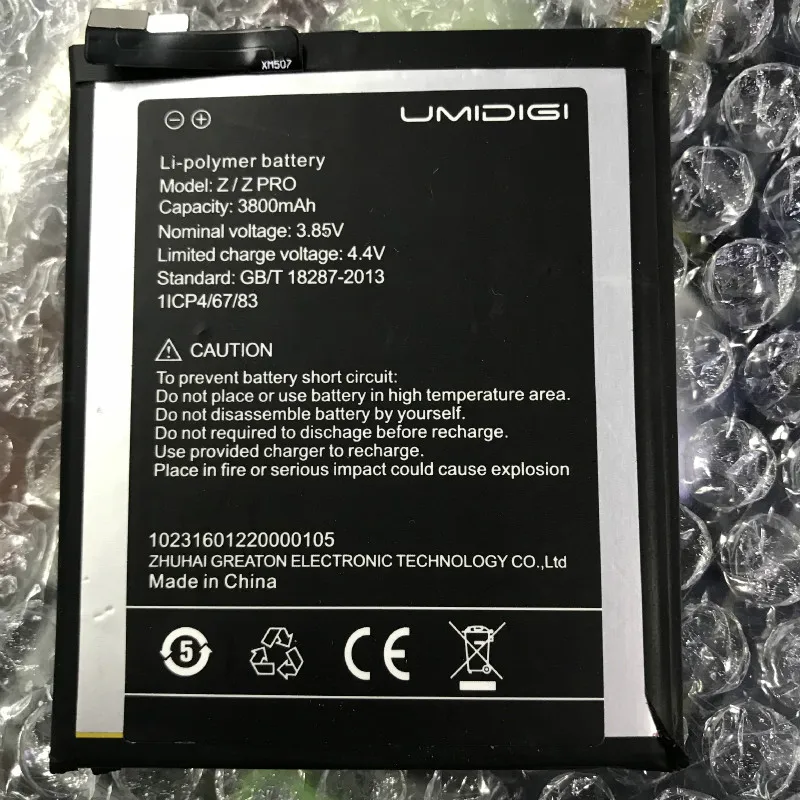 XM507
UMIDIGI
Li-polymer battery
Model: Z / Z PRO
Capacity: 3800mAh
Nominal voltage: 3.85V
Limited charge voltage: 4.4V
Standard: GB/T 18287-2013
1ICP4/67/83
CAUTION
To prevent battery short circuit:
Do not place or use battery in high temperature area.
Do not disassemble battery by yourself.
Do not required to dischage before recharge.
Use provided charger to recharge.
Place in fire or serious impact could cause explosion
10231601220000105
ZHUHAI GREATON ELECTRONIC TECHNOLOGY CO.,Ltd
Made in China
5 CE